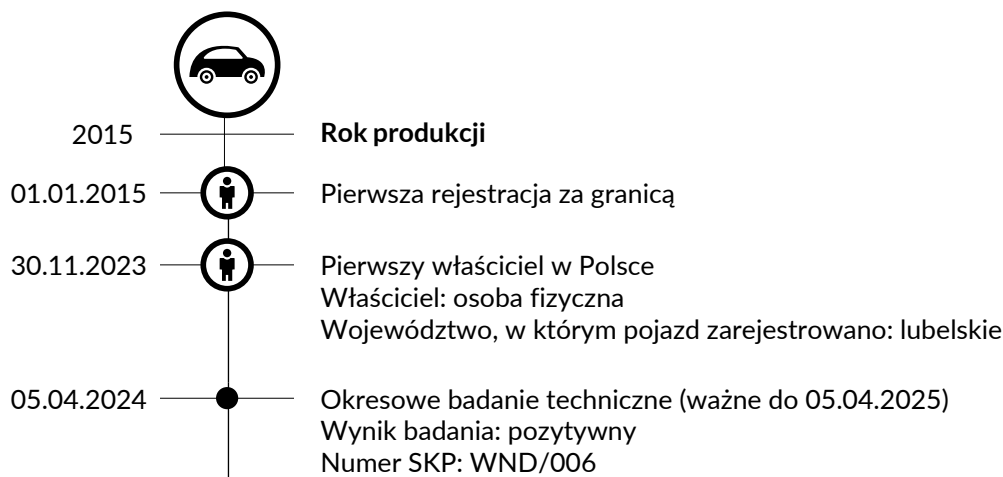 2015 Rok produkcji
01.01.2015 Pierwsza rejestracja za granicą
30.11.2023 Pierwszy właściciel w Polsce
Właściciel: osoba fizyczna
Województwo, w którym pojazd zarejestrowano: lubelskie
05.04.2024 Okresowe badanie techniczne (ważne do 05.04.2025)
Wynik badania: pozytywny
Numer SKP: WND/006